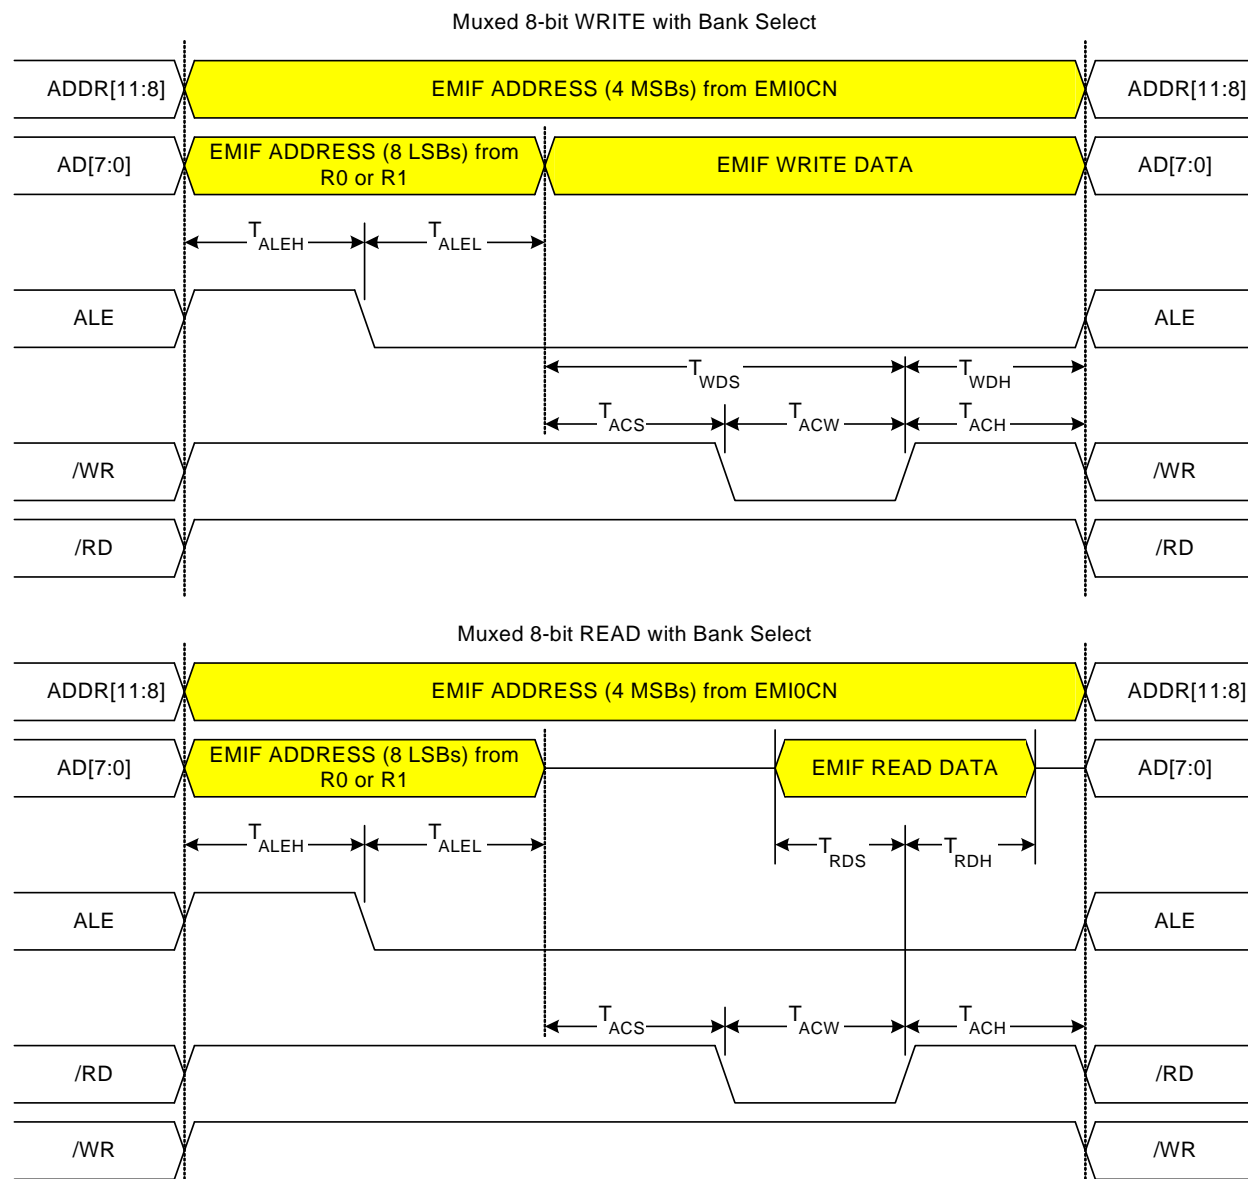 Muxed 8-bit WRITE with Bank Select
ADDR[11:8] EMIF ADDRESS (4 MSBs) from EMI0CN ADDR[11:8]
AD[7:0] EMIF ADDRESS (8 LSBs) from
R0 or R1 EMIF WRITE DATA AD[7:0]
TALEH TALEL
ALE ALE
TWDS TWDH
TACS TACW TACH
/WR /WR
/RD /RD
Muxed 8-bit READ with Bank Select
ADDR[11:8] EMIF ADDRESS (4 MSBs) from EMI0CN ADDR[11:8]
AD[7:0] EMIF ADDRESS (8 LSBs) from
R0 or R1 EMIF READ DATA AD[7:0]
TALEH TALEL TRDS TRDH
ALE ALE
TACS TACW TACH
/RD /RD
/WR /WR